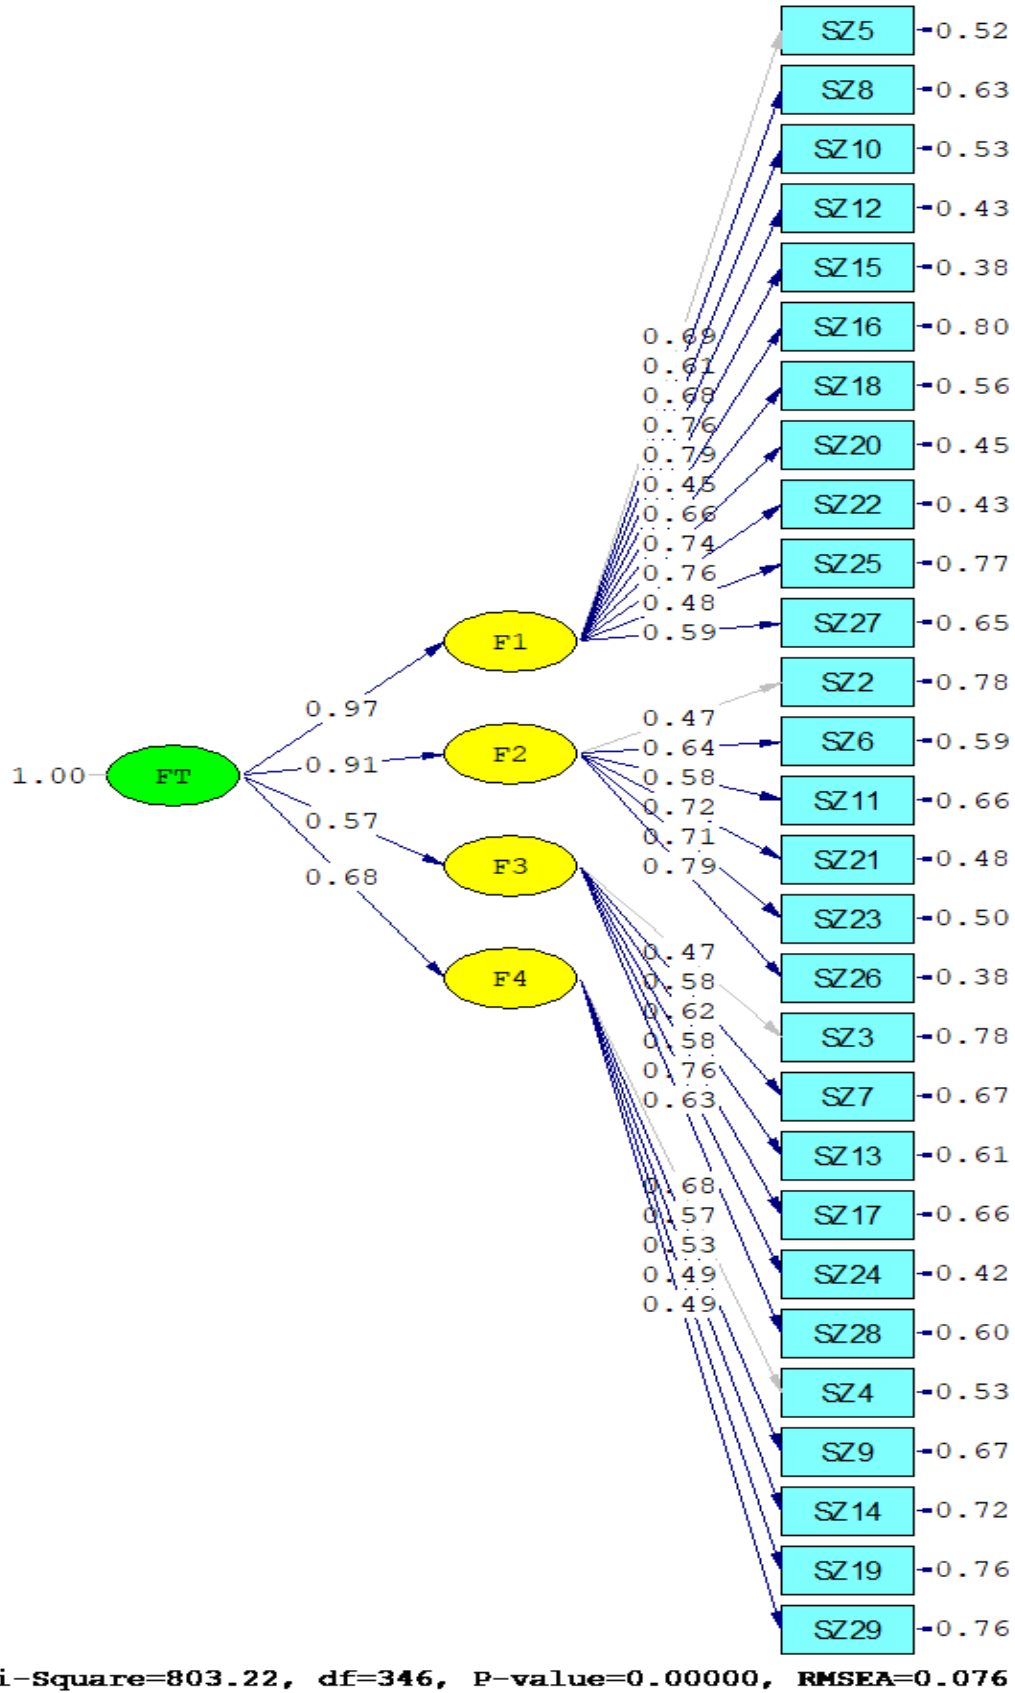 SZ5 0.52
SZ8 0.63
SZ10 0.53
SZ12 0.43
SZ15 0.38
SZ16 0.80
0.69
0.61
SZ18 0.56
0.68
0.76
SZ20 0.45
0.79
0.45
SZ22 0.43
0.66
0.74
SZ25 0.77
0.76
0.48
SZ27 0.65
0.59
F1
SZ2 0.78
0.97
0.47
SZ6 0.59
0.64
F2
0.91
1.00 FT
0.58
SZ11 0.66
0.72
0.57
0.71
SZ21 0.48
F3
0.79
0.68
SZ23 0.50
0.47
SZ26 0.38
F4
0.58
0.62
SZ3 0.78
0.58
0.76
SZ7 0.67
0.63
SZ13 0.61
0.68
SZ17 0.66
0.57
0.53
SZ24 0.42
0.49
0.49
SZ28 0.60
SZ4 0.53
SZ9 0.67
SZ14 0.72
SZ19 0.76
SZ29 0.76
i-Square=803.22, df=346, P-value=0.00000, RMSEA=0.076